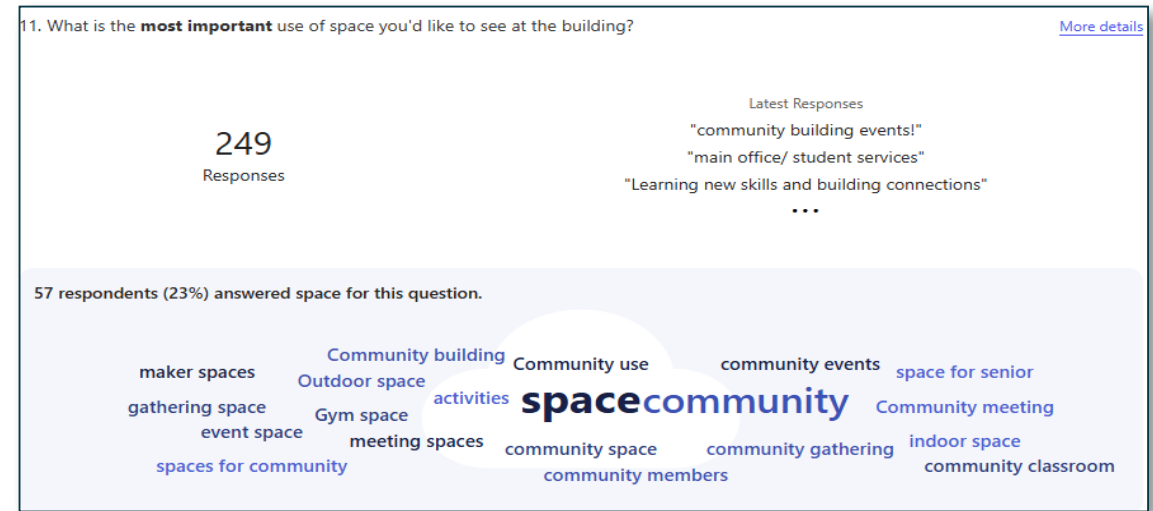 11. What is the most important use of space you'd like to see at the building?
More details
249
Responses
Latest Responses
"community building events!"
"main office/ student services"
"Learning new skills and building connections"
...
57 respondents (23%) answered space for this question.
Community building
Community use
community events
maker spaces
Outdoor space
space for senior
activities
space
community
gathering space
Gym space
Community meeting
event space
meeting spaces
community space
community gathering
indoor space
spaces for community
community members
community classroom